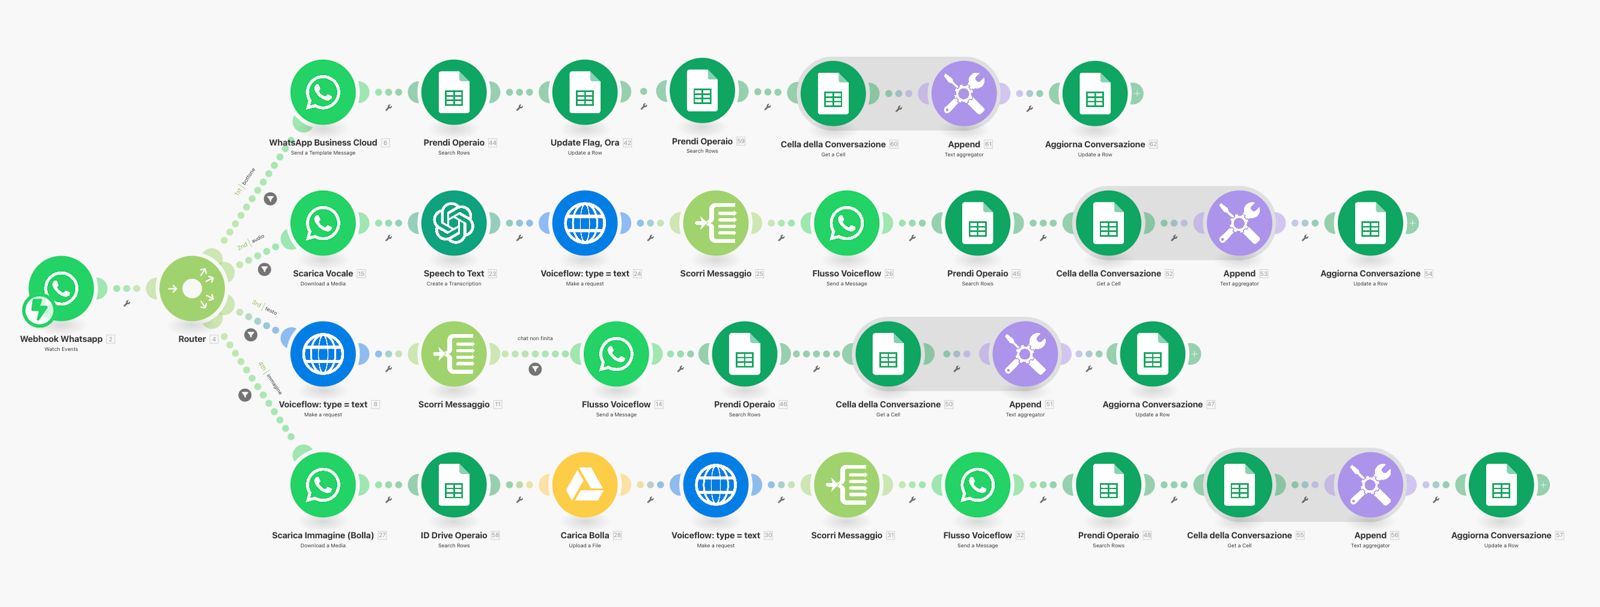 WhatsApp Business Cloud 6
Send a Template Message
Prendi Operaio 44
Search Rows
Update Flag, Ora 42
Update a Row
Prendi Operaio 59
Search Rows
Cella della Conversazione 60
Get a Cell
Append 61
Text aggregator
Aggiorna Conversazione 62
Update a Row
1st bottone
2nd audio
Scarica Vocale 15
Download a Media
Speech to Text 23
Create a Transcription
Voiceflow: type = text 24
Make a request
Scorri Messaggio 25
Flusso Voiceflow 26
Send a Message
Prendi Operaio 45
Search Rows
Cella della Conversazione 52
Get a Cell
Append 53
Text aggregator
Aggiorna Conversazione 54
Update a Row
Webhook Whatsapp 2
Watch Events
Router 4
3rd testo
chat non finita
Voiceflow: type = text 8
Make a request
Scorri Messaggio 11
Flusso Voiceflow 14
Send a Message
Prendi Operaio 46
Search Rows
Cella della Conversazione 50
Get a Cell
Append 51
Text aggregator
Aggiorna Conversazione 47
Update a Row
4th immagine
Scarica Immagine (Bolla) 27
Download a Media
ID Drive Operaio 58
Search Rows
Carica Bolla 28
Upload a File
Voiceflow: type = text 30
Make a request
Scorri Messaggio 31
Flusso Voiceflow 32
Send a Message
Prendi Operaio 48
Search Rows
Cella della Conversazione 55
Get a Cell
Append 56
Text aggregator
Aggiorna Conversazione 57
Update a Row